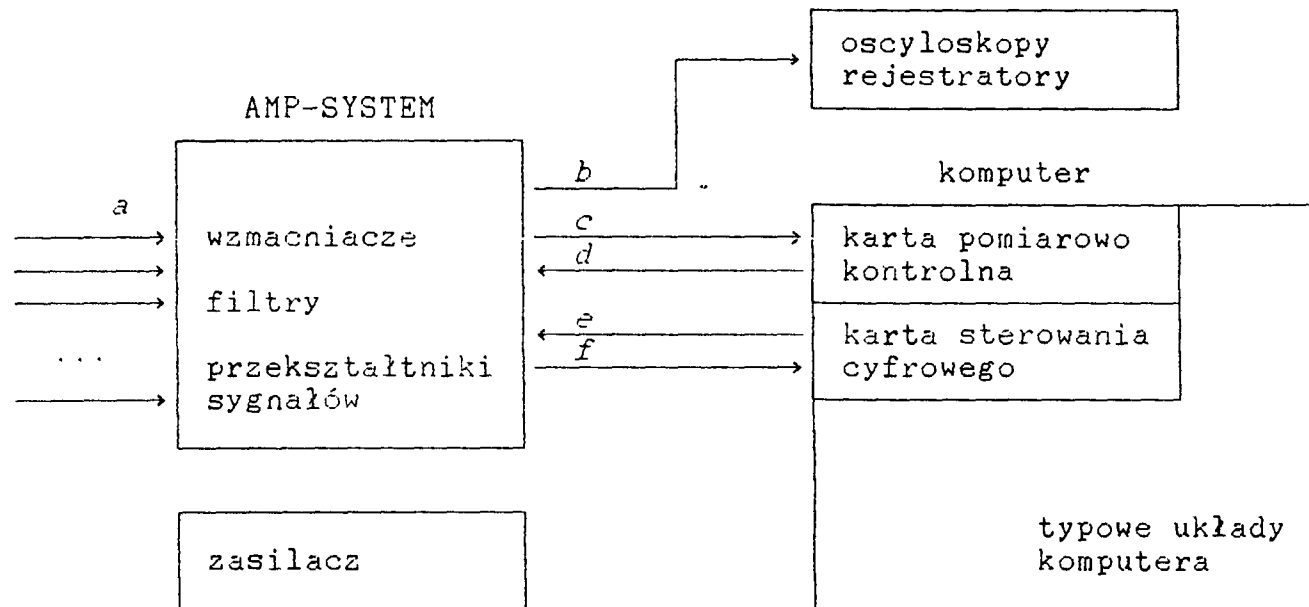 oscyloskopy
rejestratory
AMP-SYSTEM
komputer
a
b
c
d
e
f
wzmacniacze
filtry
...
przekształtniki
sygnałów
karta pomiarowo
kontrolna
karta sterowania
cyfrowego
zasilacz
typowe układy
komputera